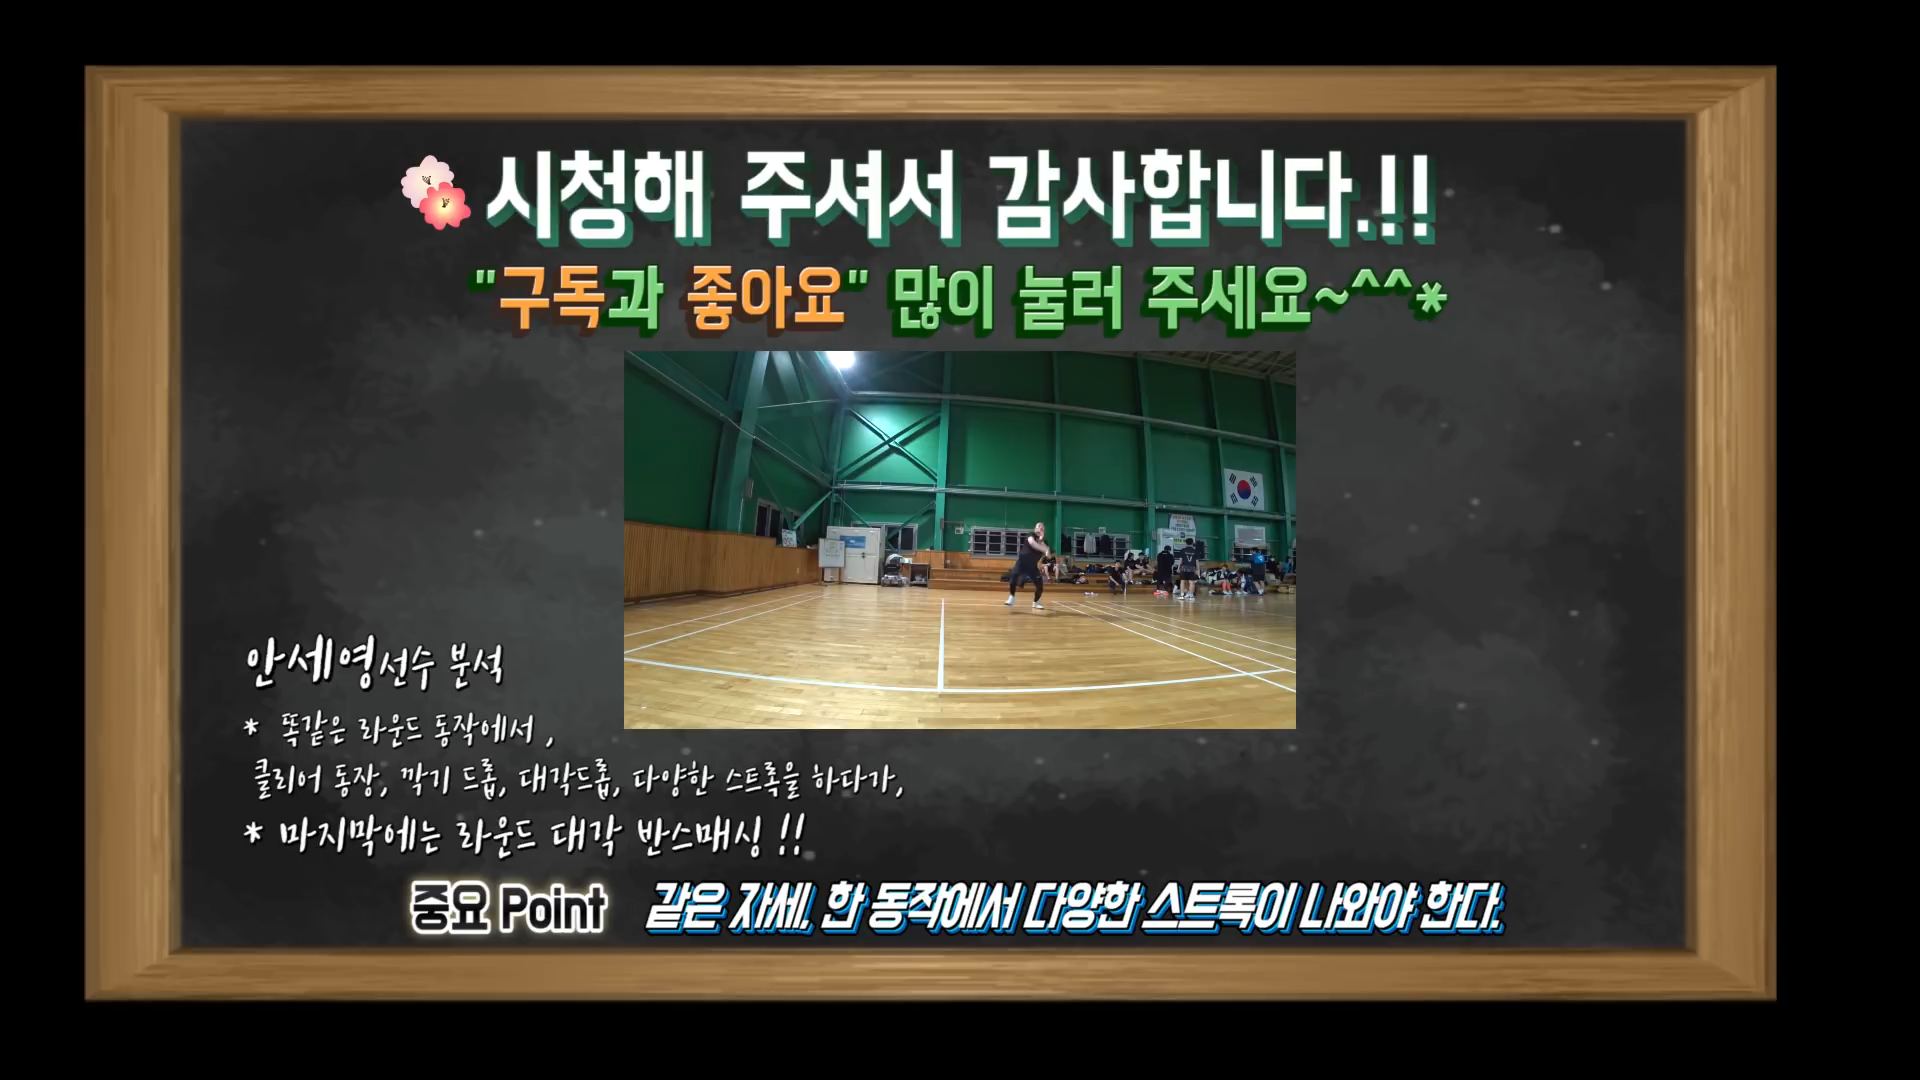 시청해 주셔서 감사합니다.!!
"구독과 좋아요" 많이 눌러 주세요~^^*
안세영선수 분석
* 똑같은 라운드 동작에서 ,
클리어 동장, 깍기 드롭, 대각드롭, 다양한 스트록을 하다가,
* 마지막에는 라운드 대각 반스매싱 !!
중요 Point 같은 자세, 한 동작에서 다양한 스트록이 나와야 한다.